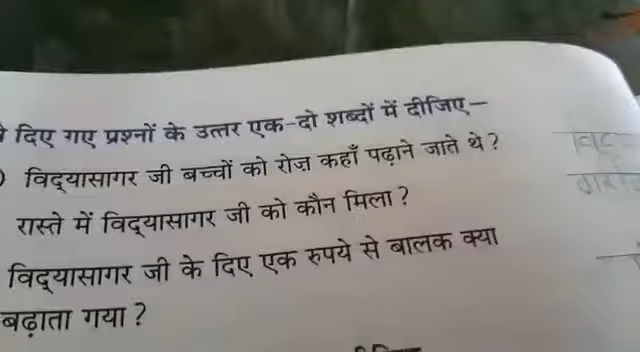 दिए गए प्रश्नों के उत्तर एक-दो शब्दों में दीजिए—
) विद्यासागर जी बच्चों को रोज़ कहाँ पढ़ाने जाते थे?
रास्ते में विद्यासागर जी को कौन मिला?
विद्यासागर जी के दिए एक रुपये से बालक क्या
बढ़ाता गया?